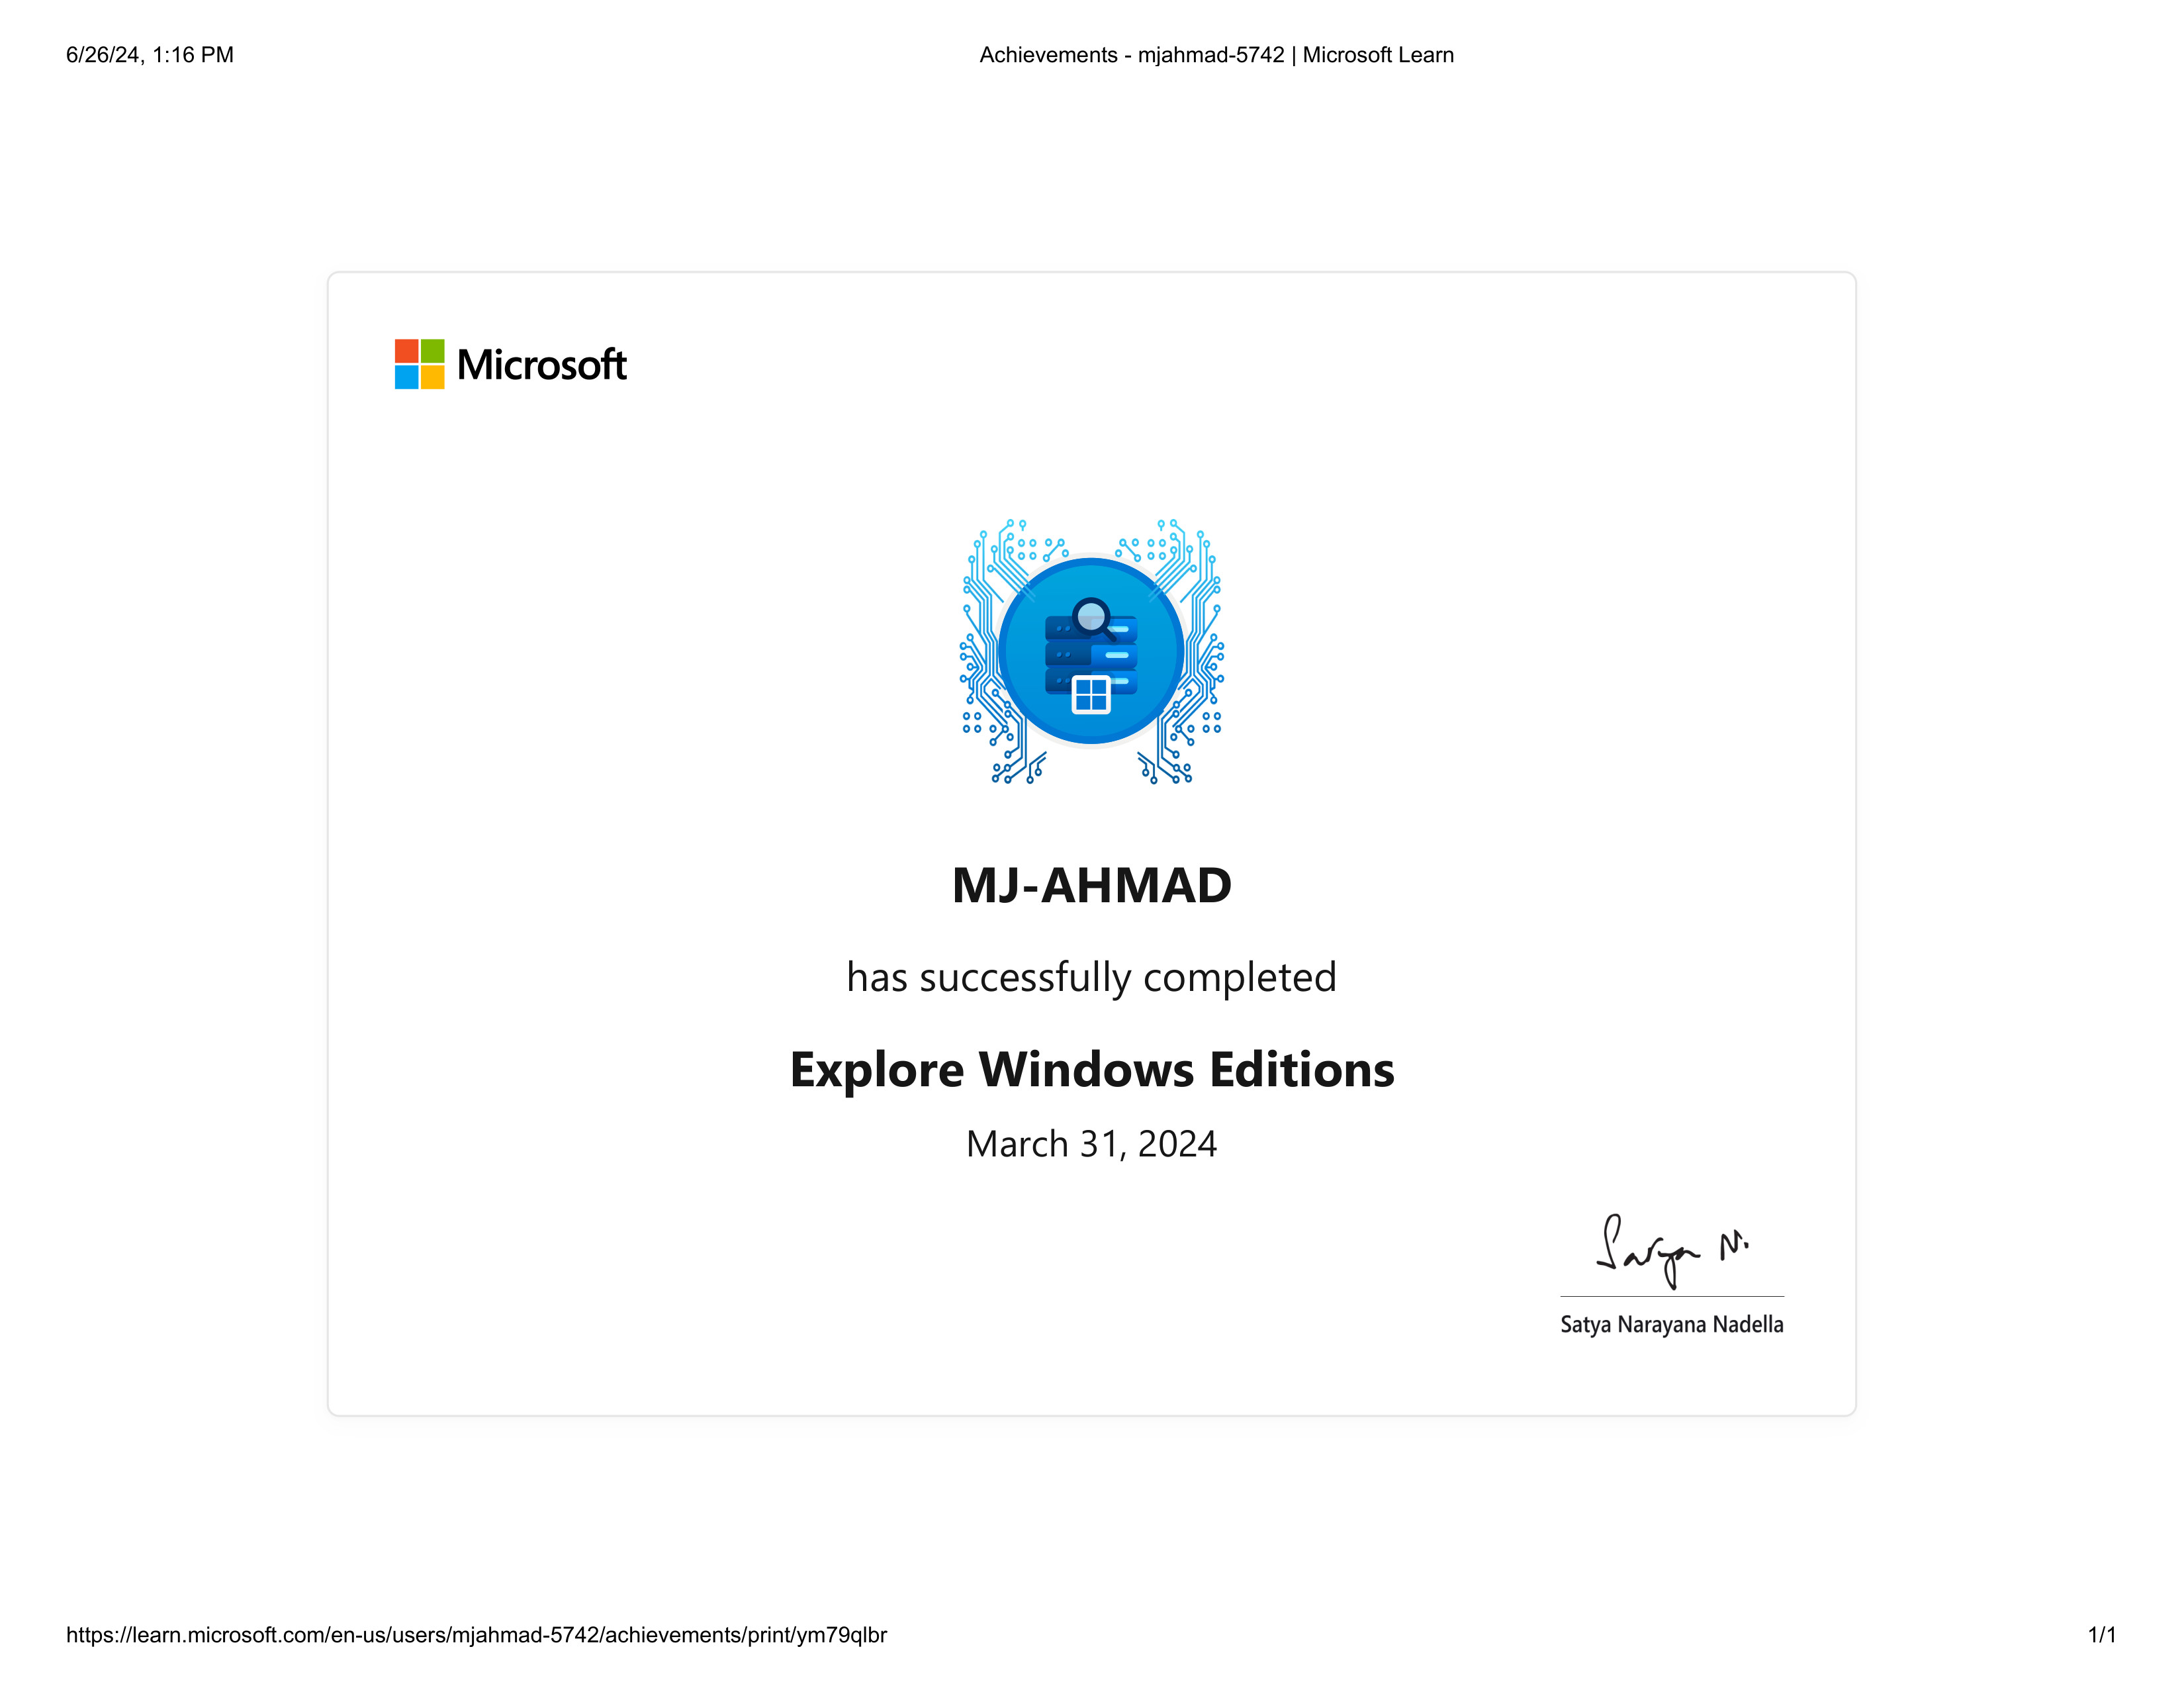 6/26/24, 1:16 PM
Achievements - mjahmad-5742 | Microsoft Learn
Microsoft
MJ-AHMAD
has successfully completed
Explore Windows Editions
March 31, 2024
Satya N.
Satya Narayana Nadella
https://learn.microsoft.com/en-us/users/mjahmad-5742/achievements/print/ym79qlbr
1/1